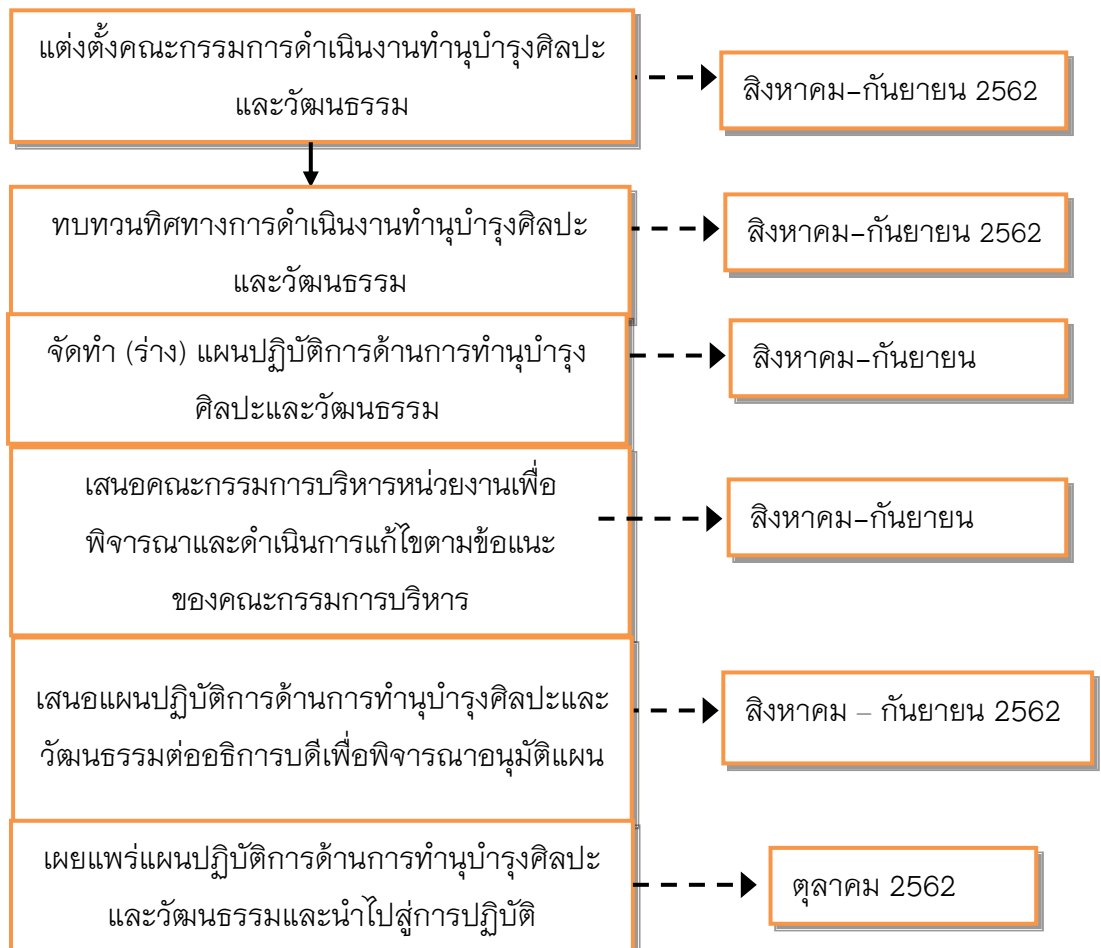 แต่งตั้งคณะกรรมการดำเนินงานทำนุบำรุงศิลปะ
และวัฒนธรรม
สิงหาคม-กันยายน 2562
ทบทวนทิศทางการดำเนินงานทำนุบำรุงศิลปะ
และวัฒนธรรม
สิงหาคม-กันยายน 2562
จัดทำ (ร่าง) แผนปฏิบัติการด้านการทำนุบำรุง
ศิลปะและวัฒนธรรม
สิงหาคม-กันยายน
เสนอคณะกรรมการบริหารหน่วยงานเพื่อ
พิจารณาและดำเนินการแก้ไขตามข้อแนะ
ของคณะกรรมการบริหาร
สิงหาคม-กันยายน
เสนอแผนปฏิบัติการด้านการทำนุบำรุงศิลปะและ
วัฒนธรรมต่ออธิการบดีเพื่อพิจารณาอนุมัติแผน
สิงหาคม – กันยายน 2562
เผยแพร่แผนปฏิบัติการด้านการทำนุบำรุงศิลปะ
และวัฒนธรรมและนำไปสู่การปฏิบัติ
ตุลาคม 2562